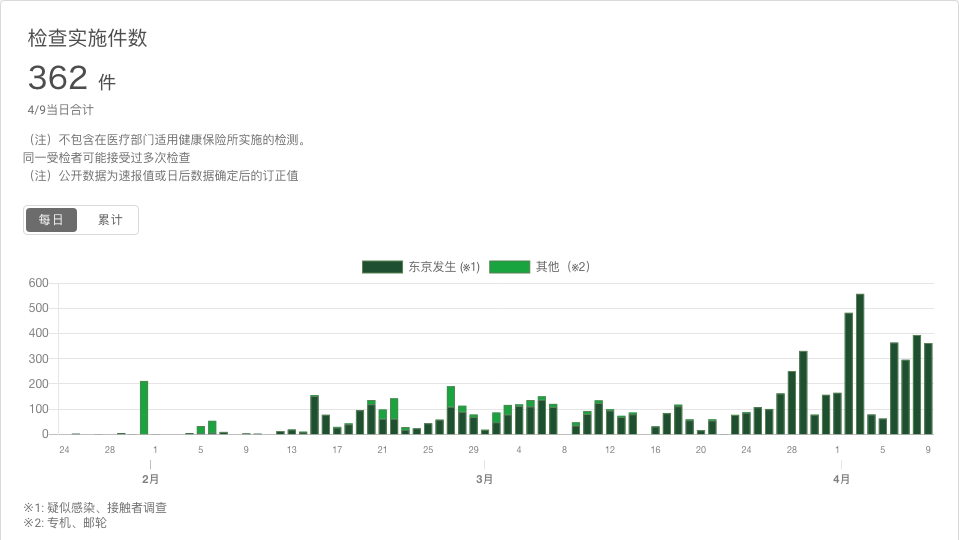 检查实施件数
362 件
4/9当日合计
（注）不包含在医疗部门适用健康保险所实施的检测。
同一受检者可能接受过多次检查
（注）公开数据为速报值或日后数据确定后的订正值
每日 累计
东京发生 (※1) 其他（※2）
600
500
400
300
200
100
0
24 28 1 5 9 13 17 21 25 29 4 8 12 16 20 24 28 1 5 9
2月 3月 4月
※1: 疑似感染、接触者调查
※2: 专机、邮轮